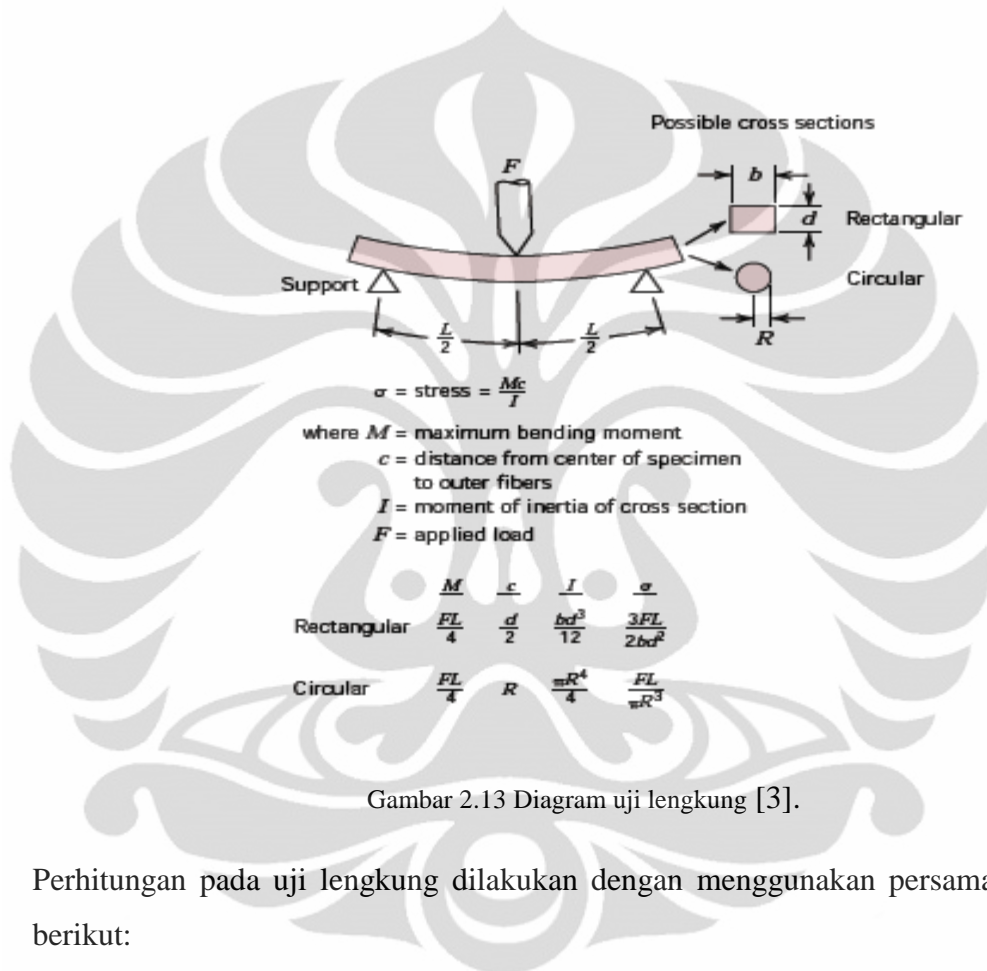 Possible cross sections
F
b
d
Rectangular
Support
Circular
L/2
L/2
R
σ = stress = Mc/I
where M = maximum bending moment
c = distance from center of specimen
to outer fibers
I = moment of inertia of cross section
F = applied load
M c I σ
Rectangular FL/4 d/2 bd³/12 3FL/2bd²
Circular FL/4 R πR⁴/4 FL/πR³
Gambar 2.13 Diagram uji lengkung [3].
Perhitungan pada uji lengkung dilakukan dengan menggunakan persama
berikut: